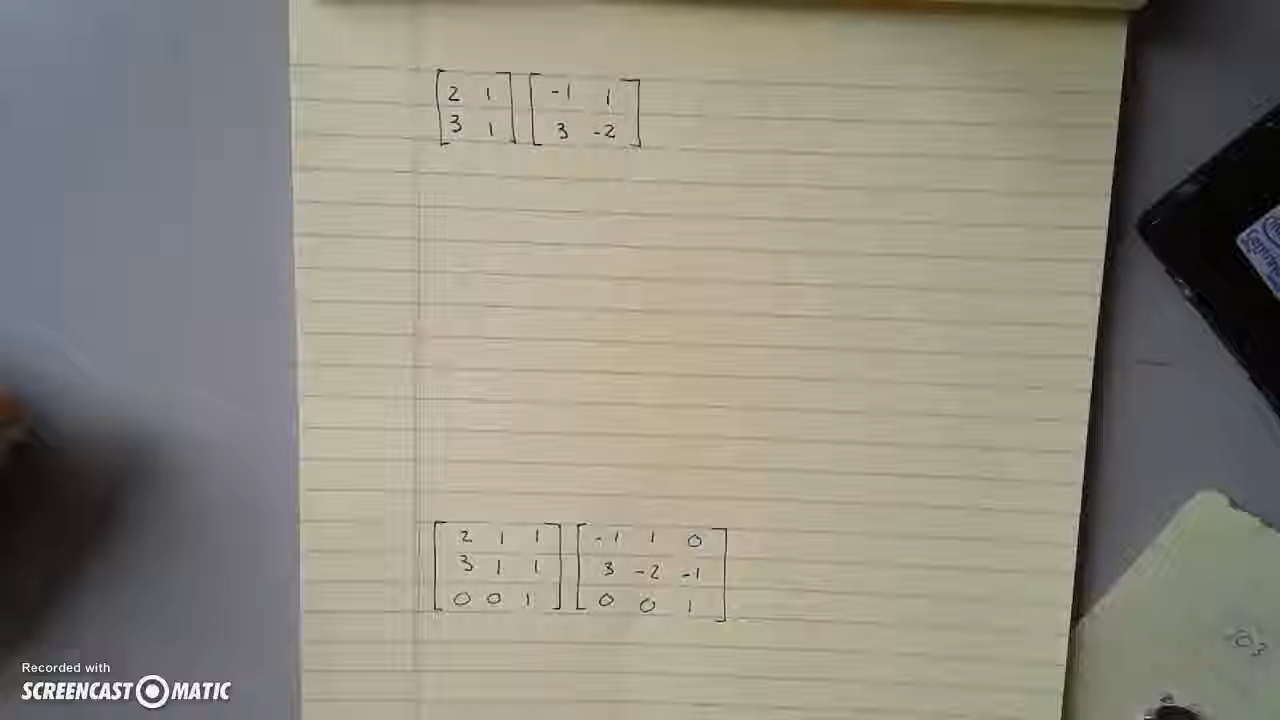 2 1 -1 1
3 1 3 -2
2 1 1 -1 1 0
3 1 1 3 -2 -1
0 0 1 0 0 1
Recorded with
SCREENCAST-O-MATIC